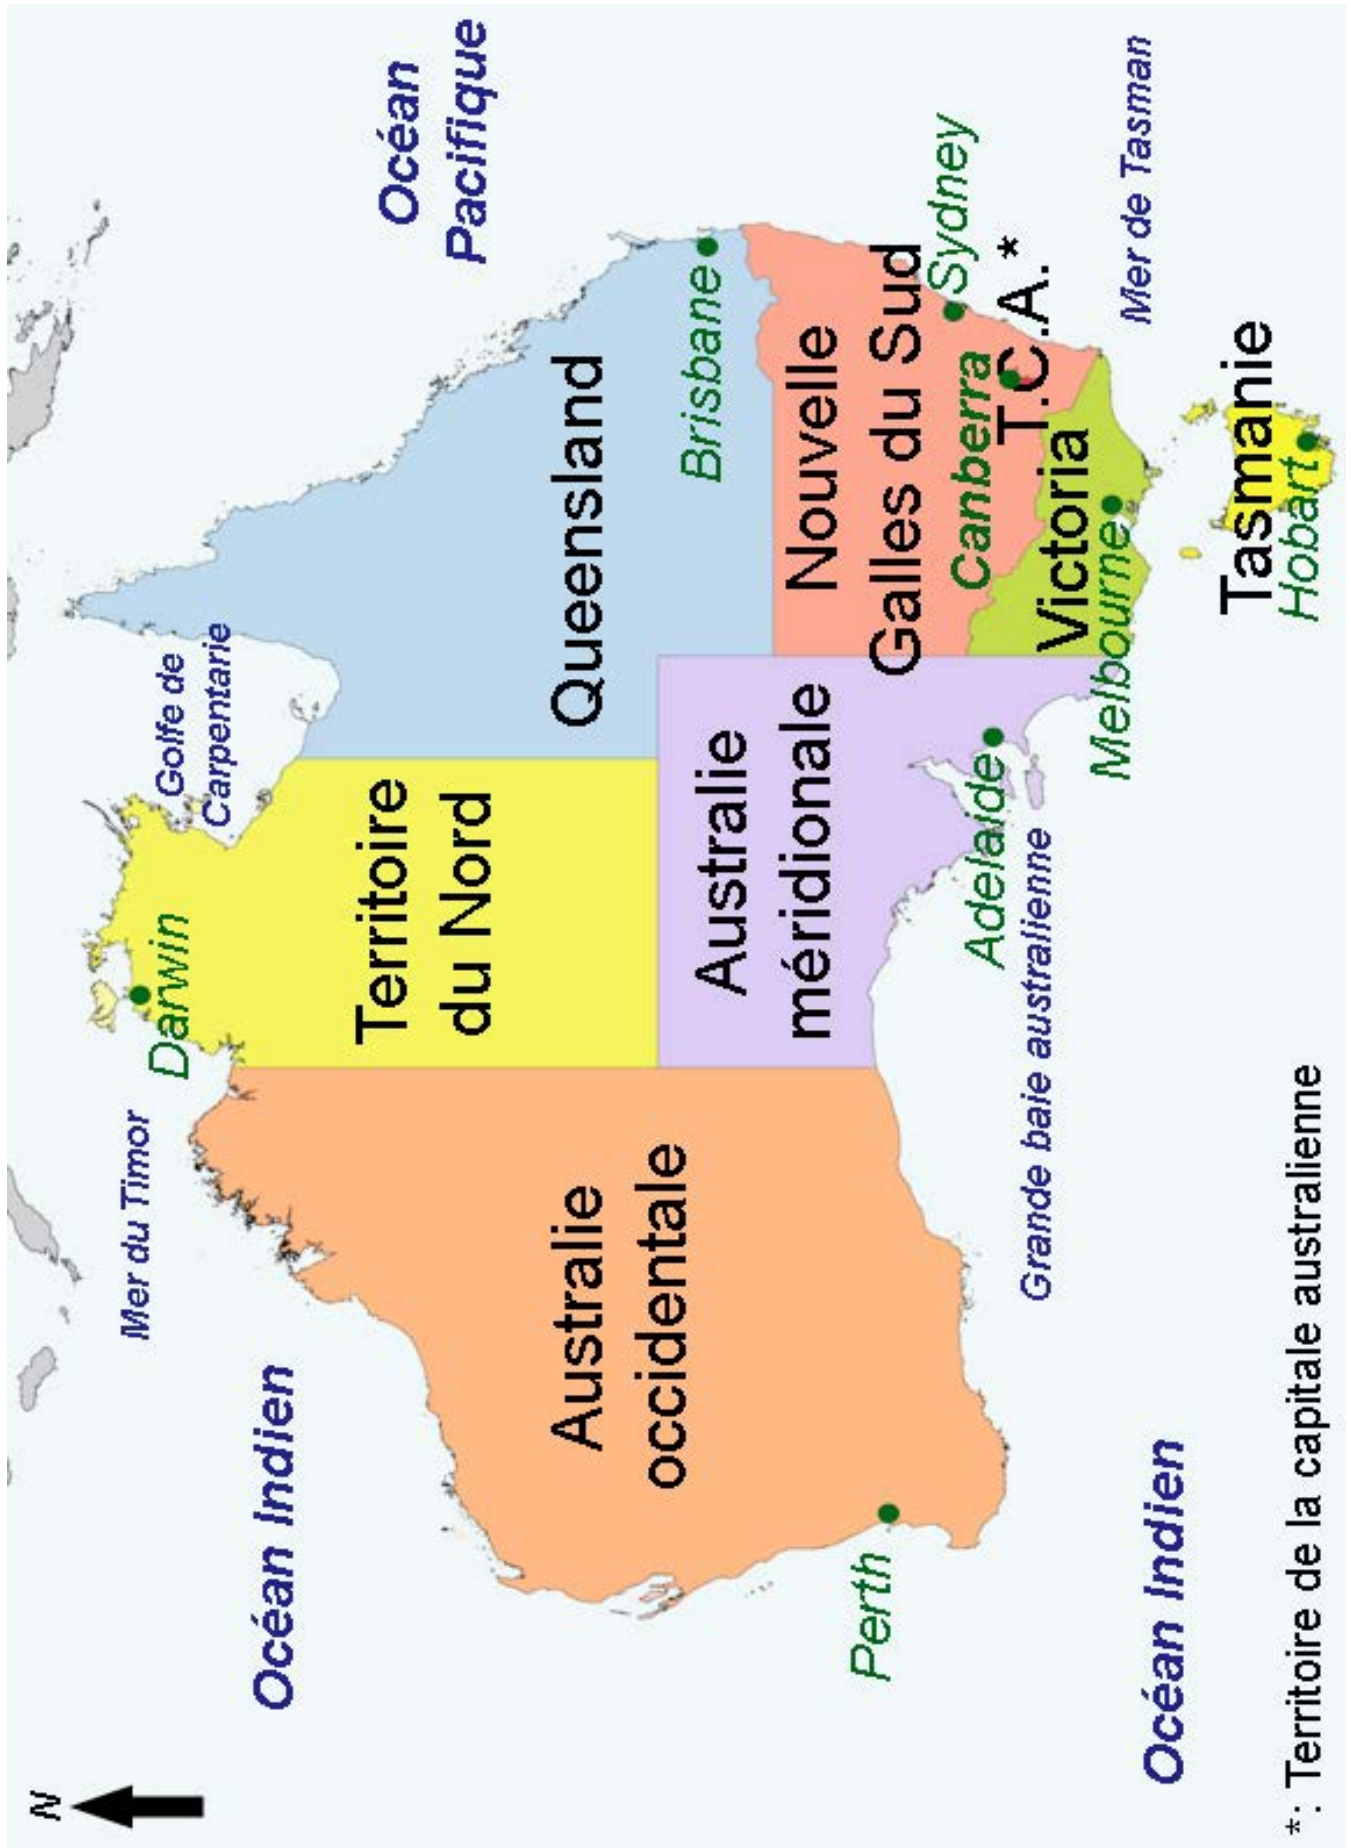 N
Océan Indien
Mer du Timor
Darwin
Golfe de
Carpentarie
Océan
Pacifique
Territoire
du Nord
Queensland
Australie
occidentale
Brisbane
Australie
méridionale
Nouvelle
Galles du Sud
Perth
Sydney
Canberra
T.C.A.*
Adelaide
Victoria
Melbourne
Grande baie australienne
Mer de Tasman
Océan Indien
Tasmanie
Hobart
*: Territoire de la capitale australienne